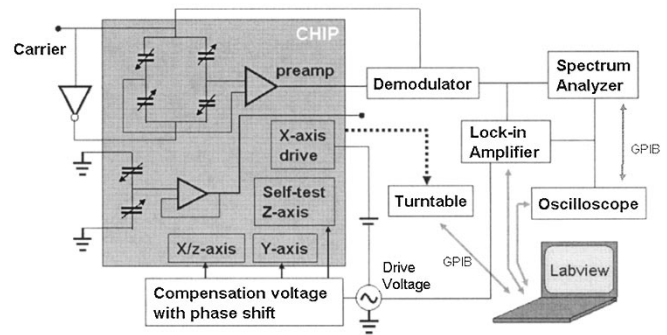 CHIP
Carrier
preamp
Demodulator
Spectrum
Analyzer
X-axis
drive
Lock-in
Amplifier
GPIB
Self-test
Z-axis
Turntable
Oscilloscope
X/z-axis
Y-axis
GPIB
Labview
Drive
Voltage
Compensation voltage
with phase shift